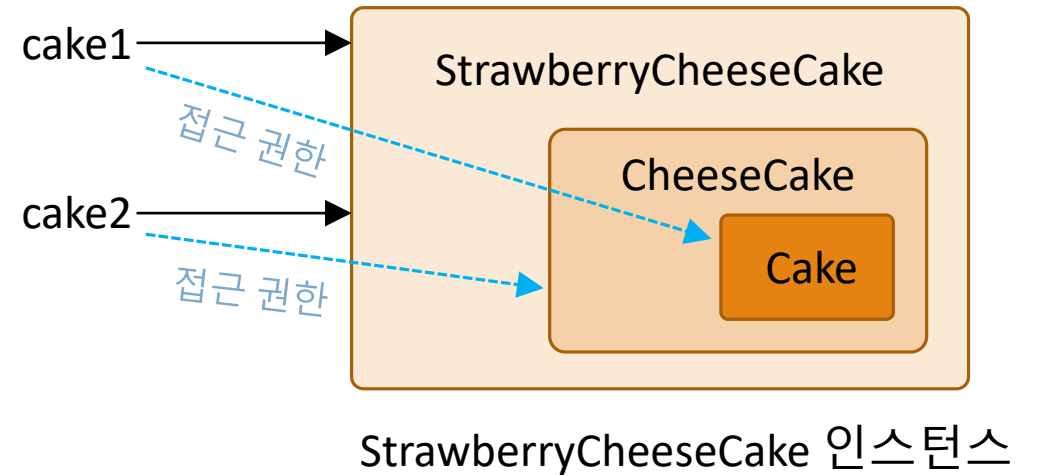 cake1
StrawberryCheeseCake
접근 권한
CheeseCake
cake2
Cake
접근 권한
StrawberryCheeseCake 인스턴스